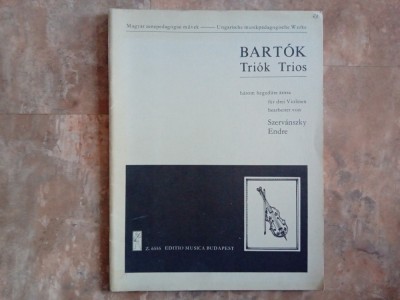 Magyar zenepedagógiai művek —— Ungarische musikpädagogische Werke
BARTÓK
Triók Trios
három hegedűre átírta
für drei Violinen
bearbeitet von
Szervánszky
Endre
Z. 6816 EDITIO MUSICA BUDAPEST